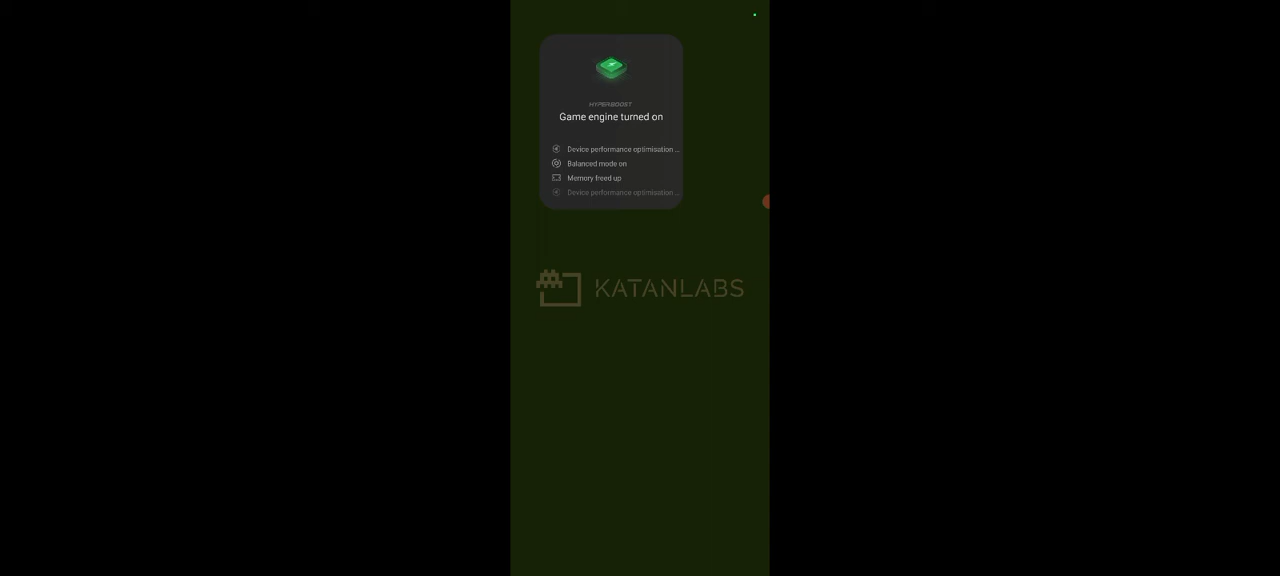 HYPERBOOST
Game engine turned on
Device performance optimisation ...
Balanced mode on
Memory freed up
Device performance optimisation ...
KATANLABS